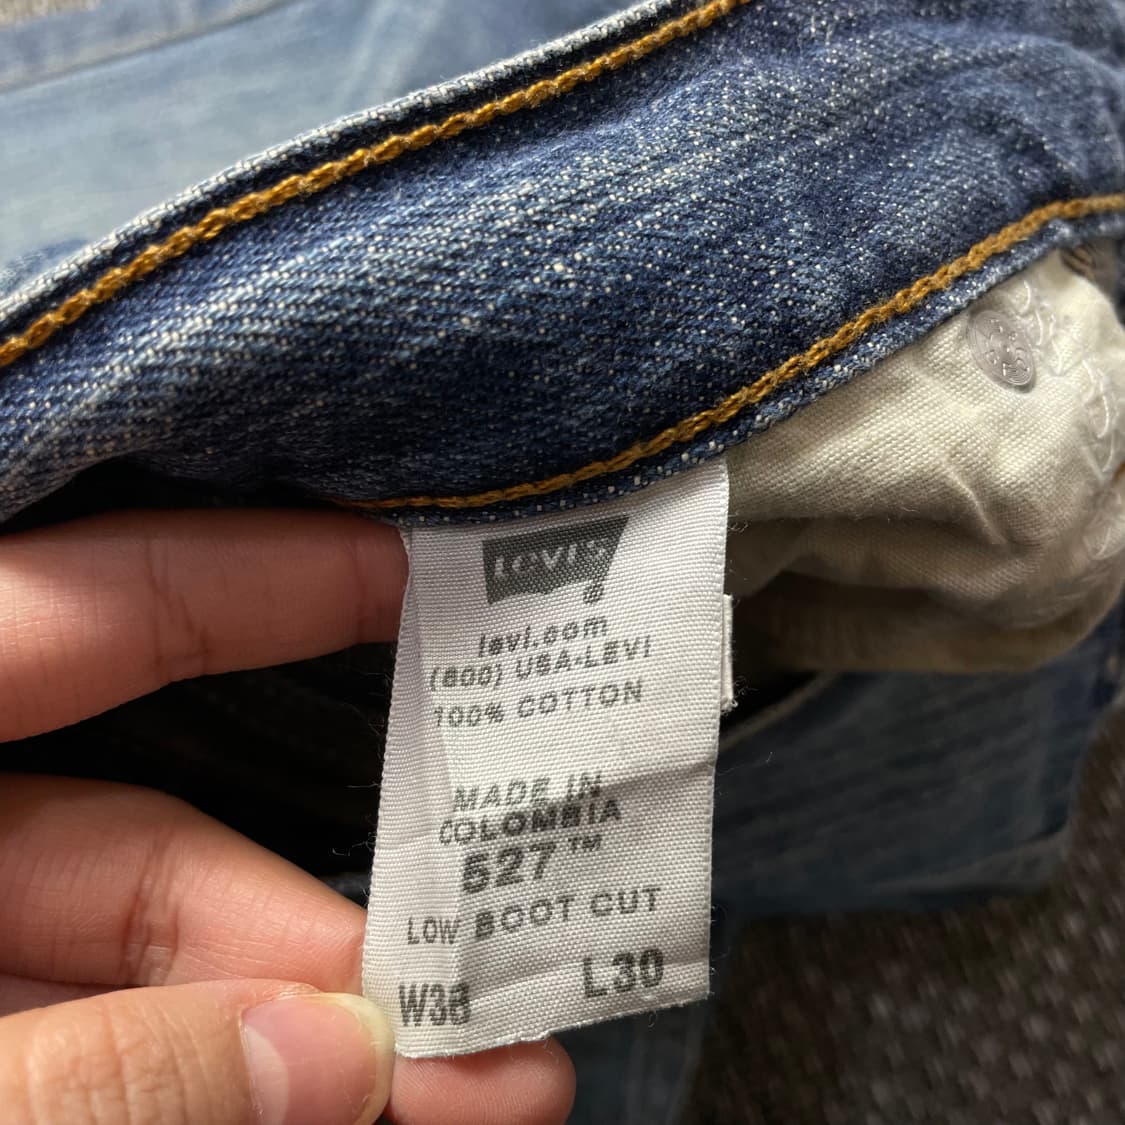 Levi's
levi.com
(800) USA-LEVI
100% COTTON
MADE IN
COLOMBIA
527™
LOW BOOT CUT
L30